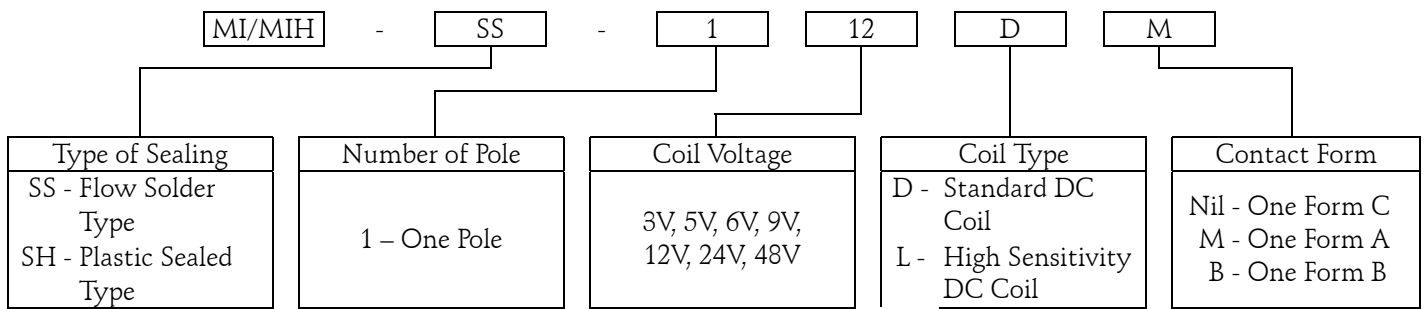 MI/MIH - SS - 1 12 D M
Type of Sealing
SS - Flow Solder
Type
SH - Plastic Sealed
Type
Number of Pole
1 – One Pole
Coil Voltage
3V, 5V, 6V, 9V,
12V, 24V, 48V
Coil Type
D - Standard DC
Coil
L - High Sensitivity
DC Coil
Contact Form
Nil - One Form C
M - One Form A
B - One Form B